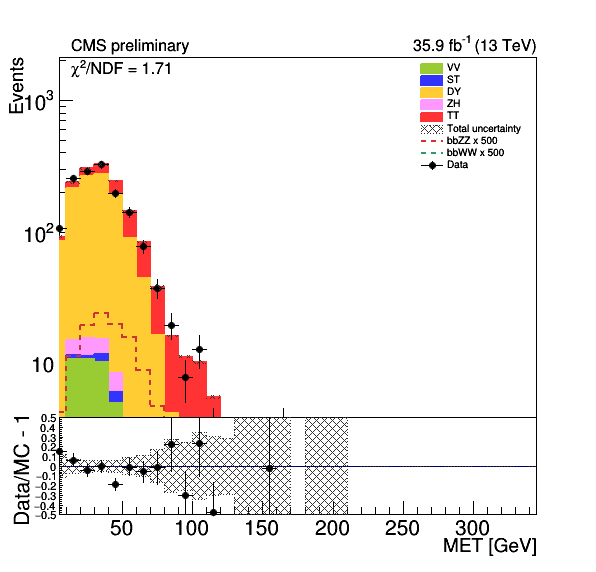 CMS preliminary 35.9 fb⁻¹ (13 TeV)
χ²/NDF = 1.71
Events
10³
10²
10
VV
ST
DY
ZH
TT
Total uncertainty
bbZZ x 500
bbWW x 500
Data
Data/MC - 1
0.5
0.4
0.3
0.2
0.1
0
−0.1
−0.2
−0.3
−0.4
−0.5
50 100 150 200 250 300
MET [GeV]